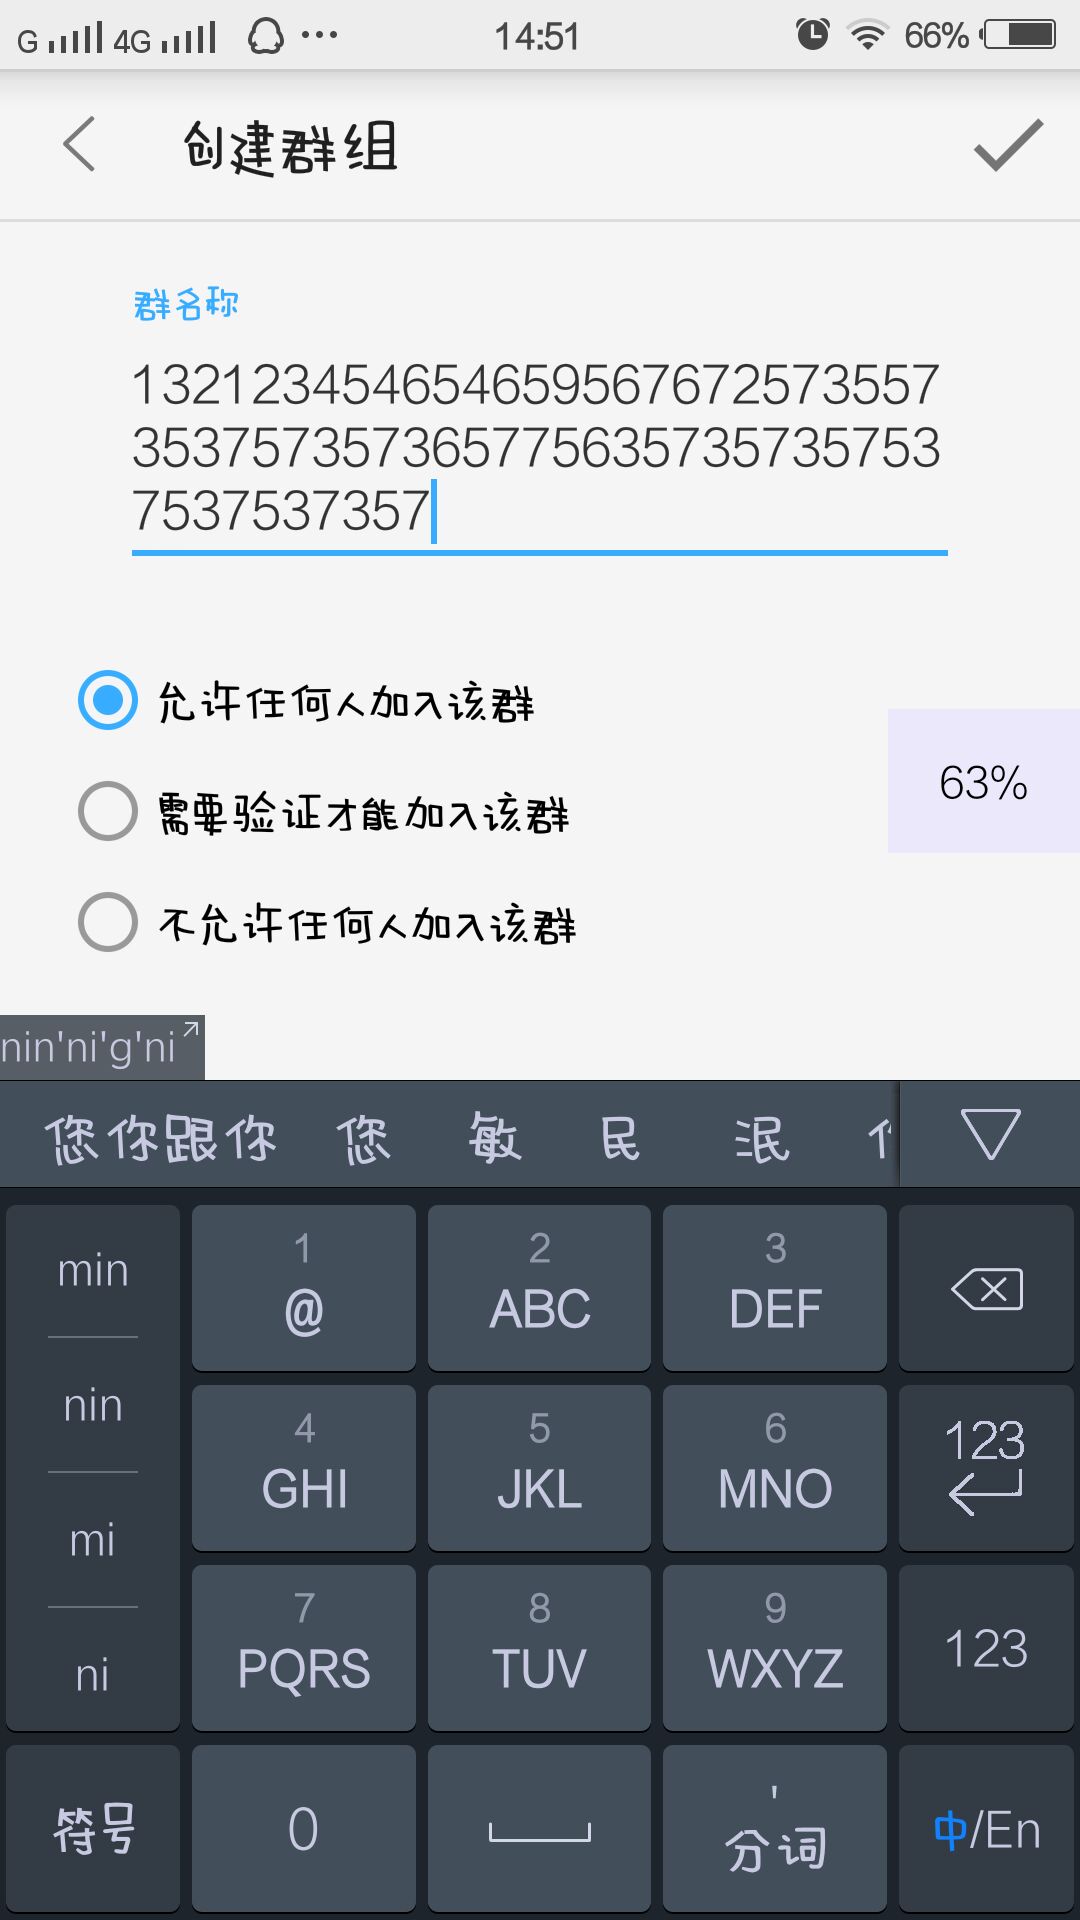 G 4G 14:51 66%
创建群组
群名称
132123454654659567672573557
353757357365775635735735753
7537537357
允许任何人加入该群
63%
需要验证才能加入该群
不允许任何人加入该群
nin'ni'g'ni
您你跟你 您 敏 民 泯
min
nin
mi
ni
1 2 3
@ ABC DEF
4 5 6
GHI JKL MNO
123
7 8 9
PQRS TUV WXYZ
123
符号 0 ' 分词 中/En